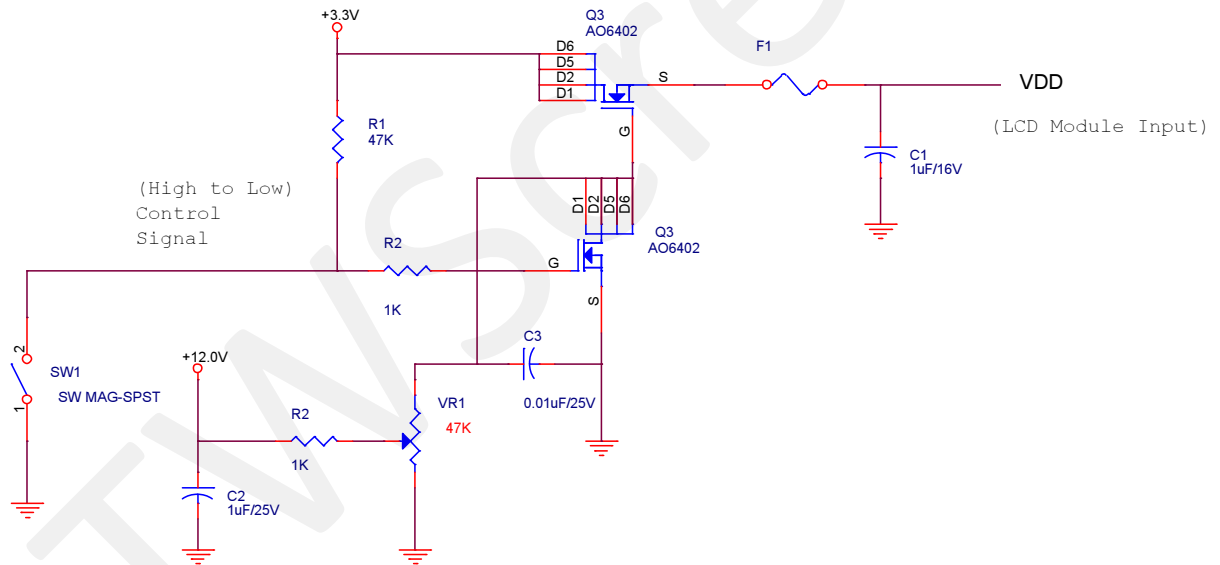 +3.3V
Q3
AO6402
D6
D5
D2
D1
S
G
F1
VDD
(LCD Module Input)
R1
47K
C1
1uF/16V
(High to Low)
Control
Signal
D1
D2
D5
D6
Q3
AO6402
R2
G
1K
S
2
SW1
SW MAG-SPST
1
+12.0V
C3
0.01uF/25V
R2
1K
VR1
47K
C2
1uF/25V
TWScre